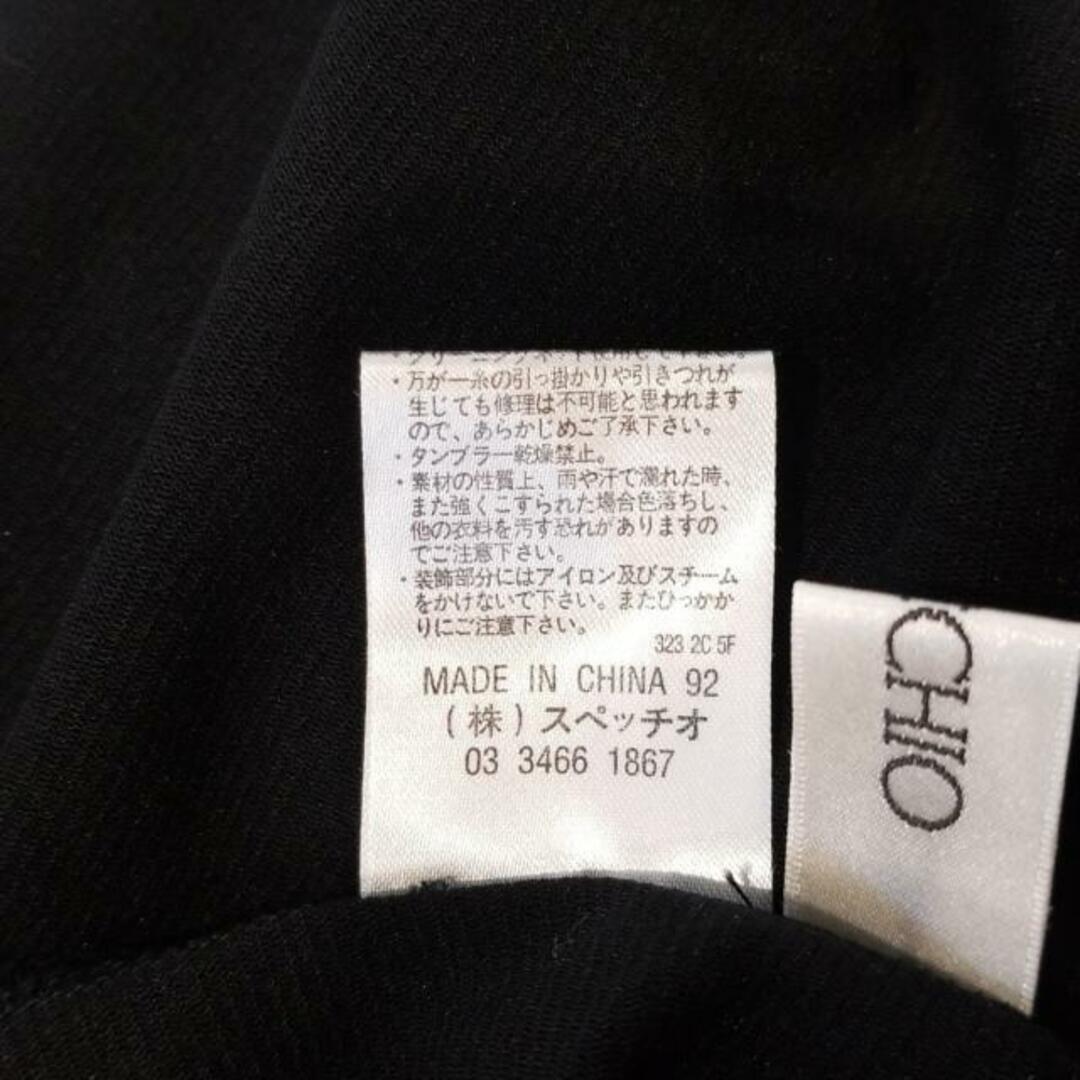 ・万が一糸の引っ掛かりや引きつれが
生じても修理は不可能と思われます
ので、あらかじめご了承下さい。
・タンブラー乾燥禁止。
・素材の性質上、雨や汗で濡れた時、
また強くこすられた場合色落ちし、
他の衣料を汚す恐れがありますの
でご注意下さい。
・装飾部分にはアイロン及びスチーム
をかけないで下さい。またひっかか
りにご注意下さい。
323 2C 5F
MADE IN CHINA 92
(株)スペッチオ
03 3466 1867
CHIO